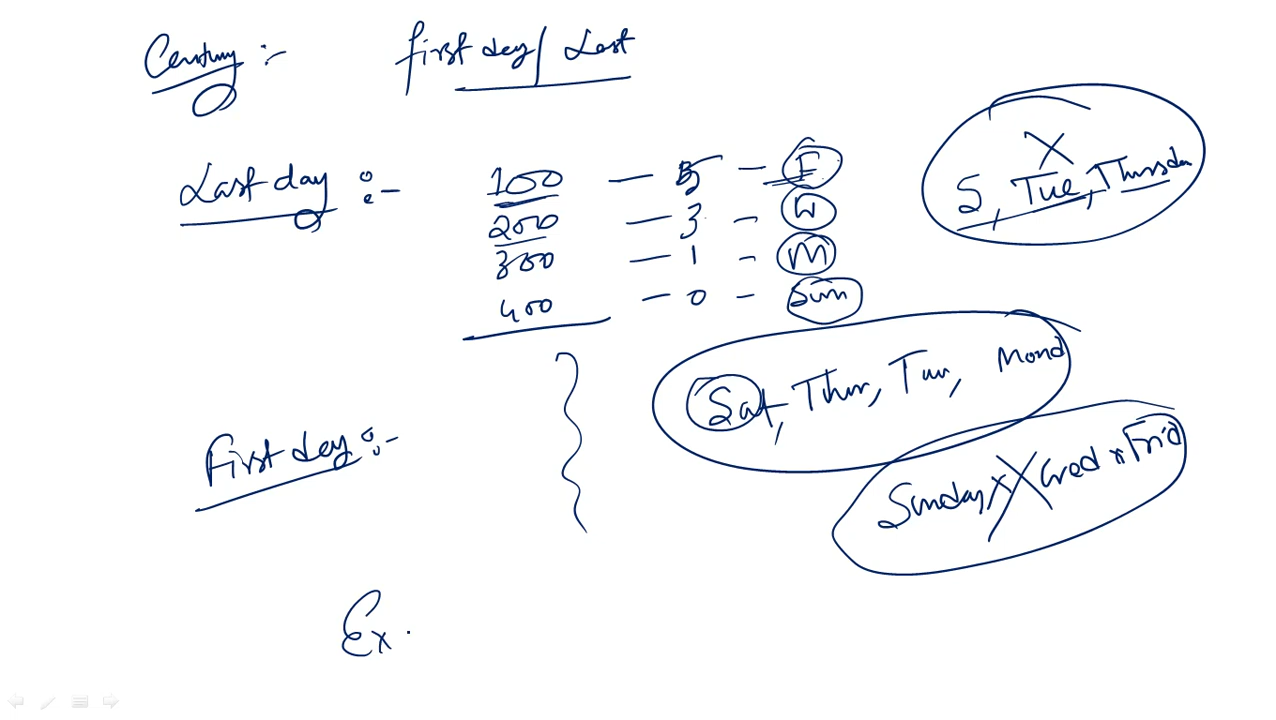 Century :- first day / Last
Last day :- 100 — 5 — F
200 — 3 — W
300 — 1 — M
400 — 0 — Sun
X
S, Tue, Thursda
First day :- Sat, Thur, Tue, Mond
Sunday x X Wed x Frid
Ex.